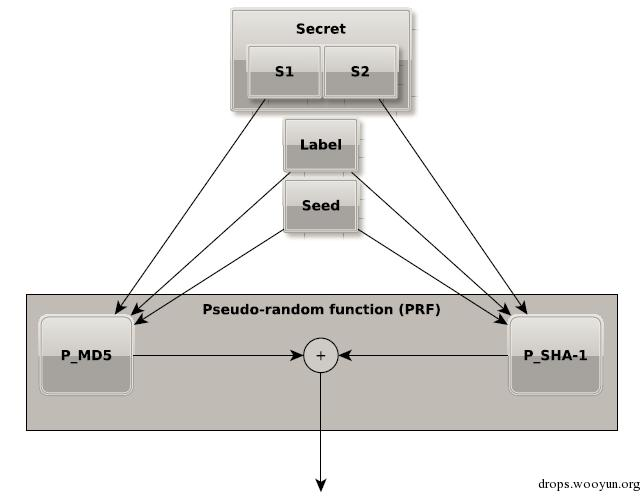 Secret
S1 S2
Label
Seed
Pseudo-random function (PRF)
P_MD5 + P_SHA-1
drops.wooyun.org